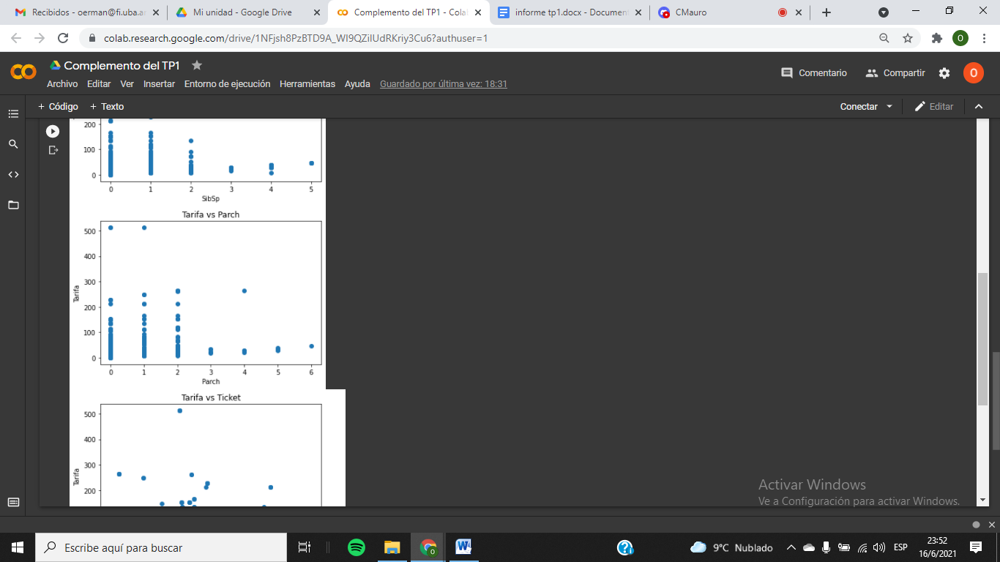 Recibidos - oerman@fi.uba.ar
Mi unidad - Google Drive
Complemento del TP1 - Cola
informe tp1.docx - Document
CMauro
colab.research.google.com/drive/1NFjsh8PzBTD9A_WI9QZilUdRKriy3Cu6?authuser=1
O
Complemento del TP1
Comentario
Compartir
O
Archivo Editar Ver Insertar Entorno de ejecución Herramientas Ayuda Guardado por última vez: 18:31
+ Código + Texto
Conectar
Editar
200
100
0
0 1 2 3 4 5
SibSp
Tarifa vs Parch
500
400
300
200
100
0
Tarifa
0 1 2 3 4 5 6
Parch
Tarifa vs Ticket
500
400
300
200
Tarifa
Activar Windows
Ve a Configuración para activar Windows.
Escribe aquí para buscar
9°C Nublado
ESP
23:52
16/6/2021